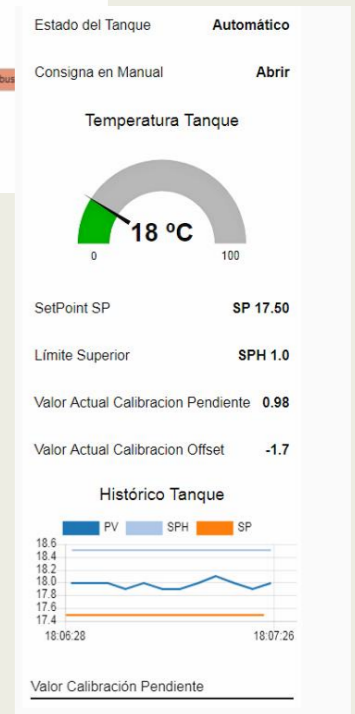 Estado del Tanque Automático
bus
Consigna en Manual Abrir
Temperatura Tanque
18 ºC
0 100
SetPoint SP SP 17.50
Límite Superior SPH 1.0
Valor Actual Calibracion Pendiente 0.98
Valor Actual Calibracion Offset -1.7
Histórico Tanque
PV SPH SP
18.6
18.4
18.2
18.0
17.8
17.6
17.4
18:06:28 18:07:26
Valor Calibración Pendiente